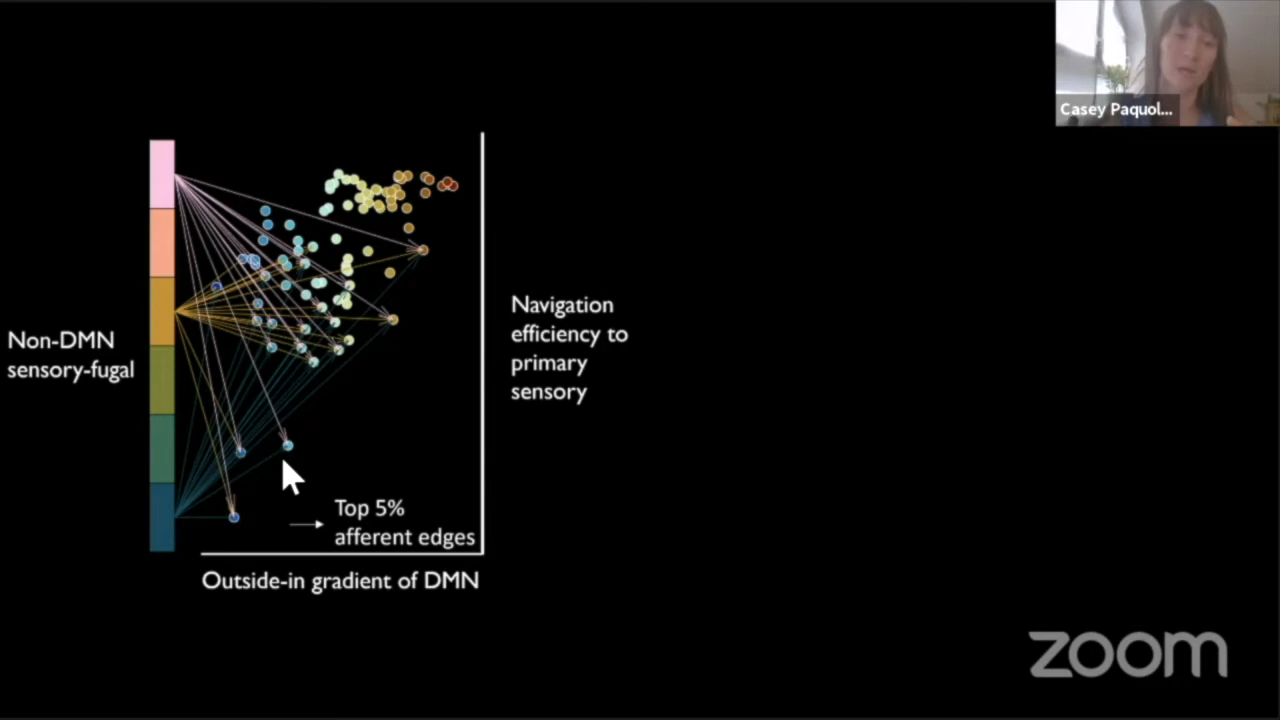 Casey Paquol...
Non-DMN
sensory-fugal
Navigation
efficiency to
primary
sensory
Top 5%
afferent edges
Outside-in gradient of DMN
zoom